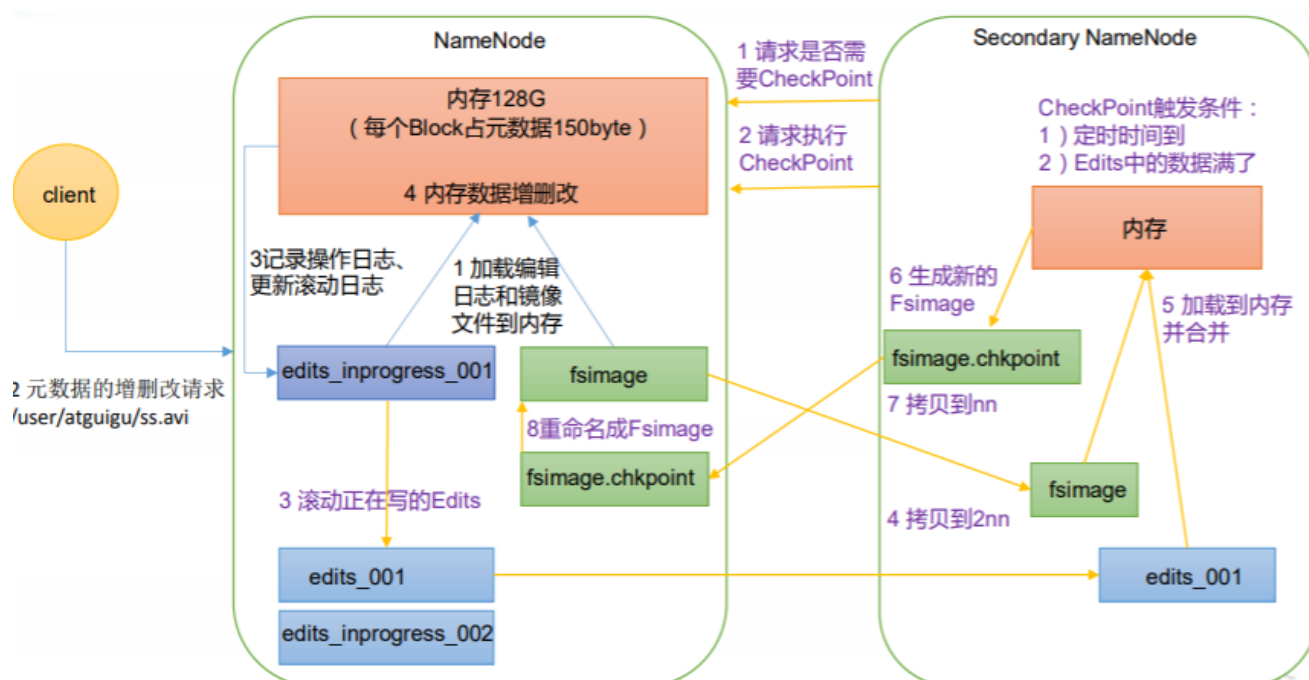 NameNode
内存128G
（每个Block占元数据150byte）
4 内存数据增删改
client
3记录操作日志、
更新滚动日志
1 加载编辑
日志和镜像
文件到内存
edits_inprogress_001
fsimage
2 元数据的增删改请求
/user/atguigu/ss.avi
8重命名成Fsimage
fsimage.chkpoint
3 滚动正在写的Edits
edits_001
edits_inprogress_002
1 请求是否需
要CheckPoint
2 请求执行
CheckPoint
Secondary NameNode
CheckPoint触发条件：
1）定时时间到
2）Edits中的数据满了
内存
6 生成新的
Fsimage
5 加载到内存
并合并
fsimage.chkpoint
7 拷贝到nn
fsimage
4 拷贝到2nn
edits_001